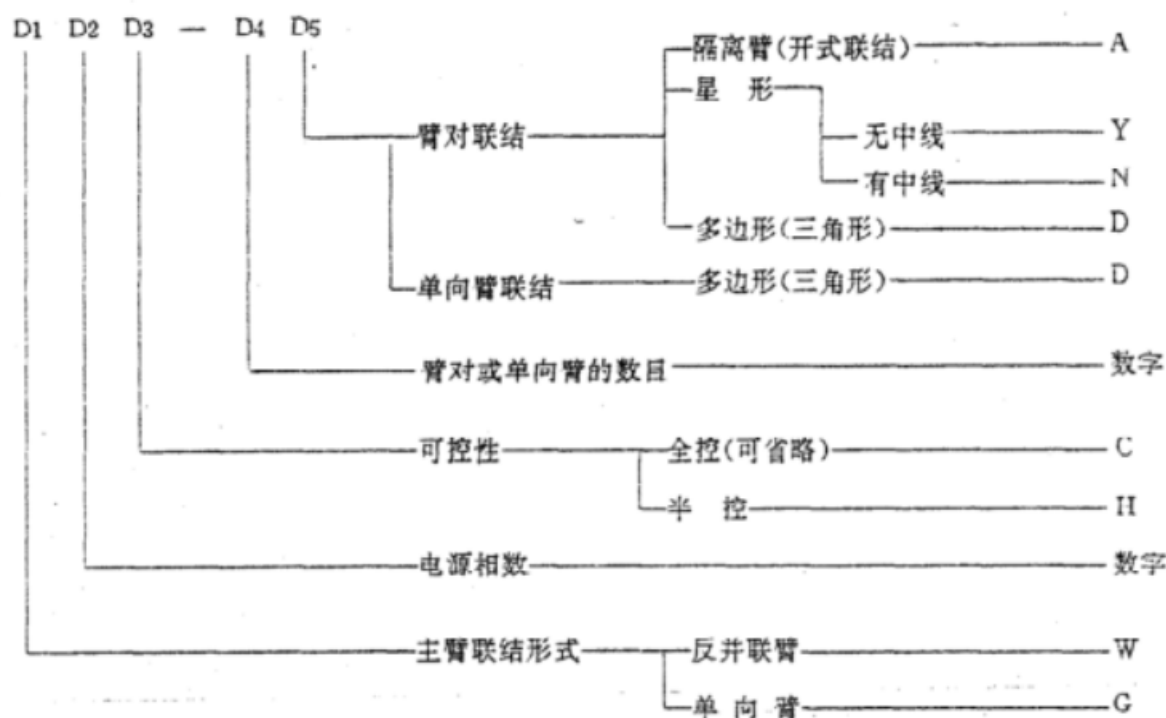 D1 D2 D3 — D4 D5
隔离臂(开式联结) A
星 形
臂对联结 无中线 Y
有中线 N
多边形(三角形) D
单向臂联结 多边形(三角形) D
臂对或单向臂的数目 数字
可控性 全控(可省略) C
半 控 H
电源相数 数字
主臂联结形式 反并联臂 W
单 向 臂 G